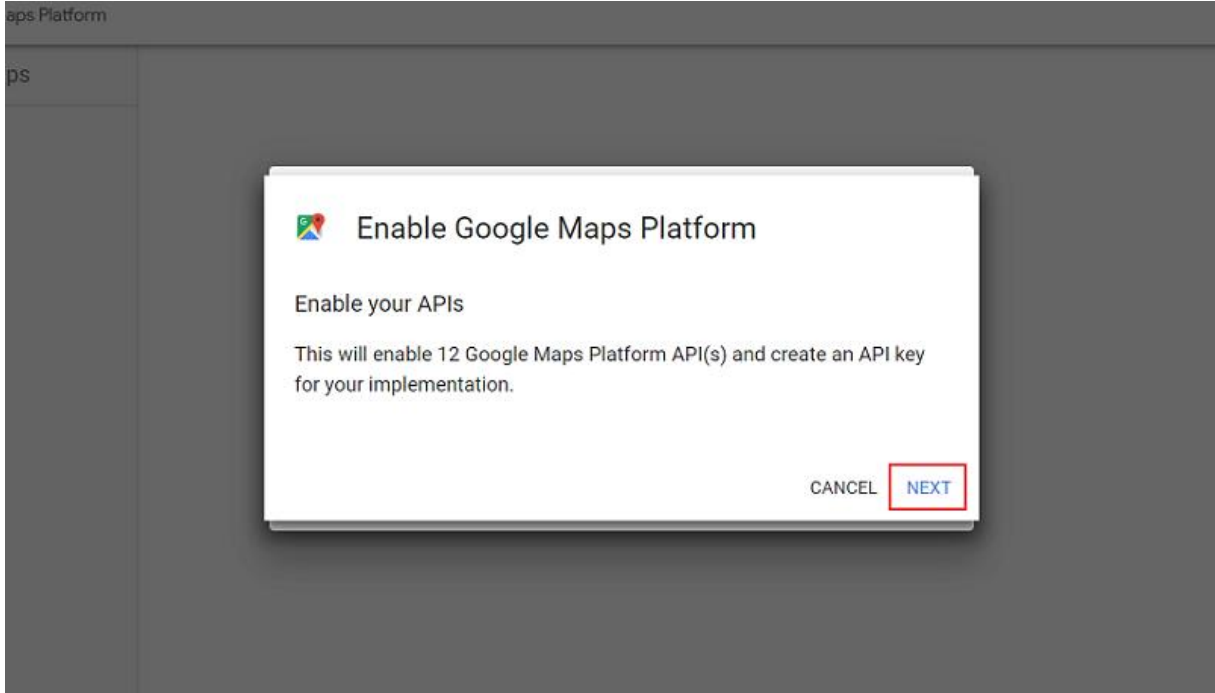 aps Platform
ps
Enable Google Maps Platform
Enable your APIs
This will enable 12 Google Maps Platform API(s) and create an API key
for your implementation.
CANCEL NEXT